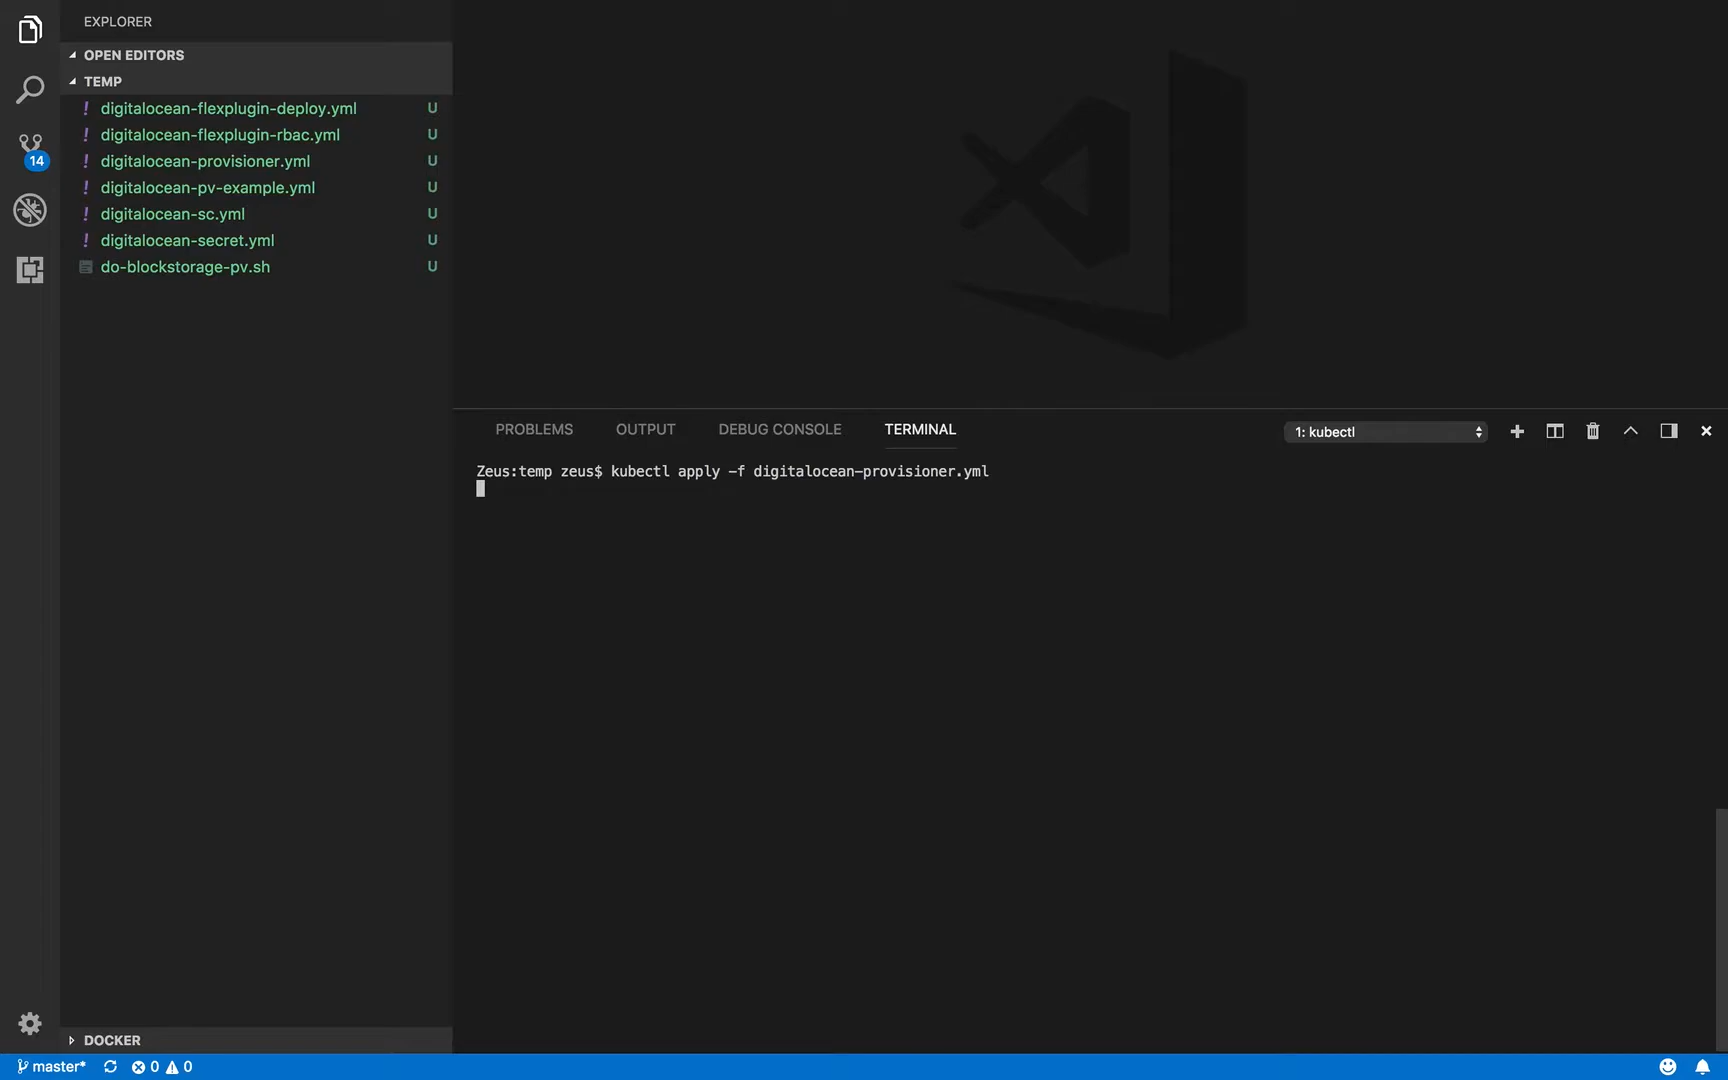 EXPLORER
OPEN EDITORS
TEMP
! digitalocean-flexplugin-deploy.yml U
! digitalocean-flexplugin-rbac.yml U
! digitalocean-provisioner.yml U
! digitalocean-pv-example.yml U
! digitalocean-sc.yml U
! digitalocean-secret.yml U
do-blockstorage-pv.sh U
14
PROBLEMS OUTPUT DEBUG CONSOLE TERMINAL 1: kubectl
Zeus:temp zeus$ kubectl apply -f digitalocean-provisioner.yml
DOCKER
master* 0 0